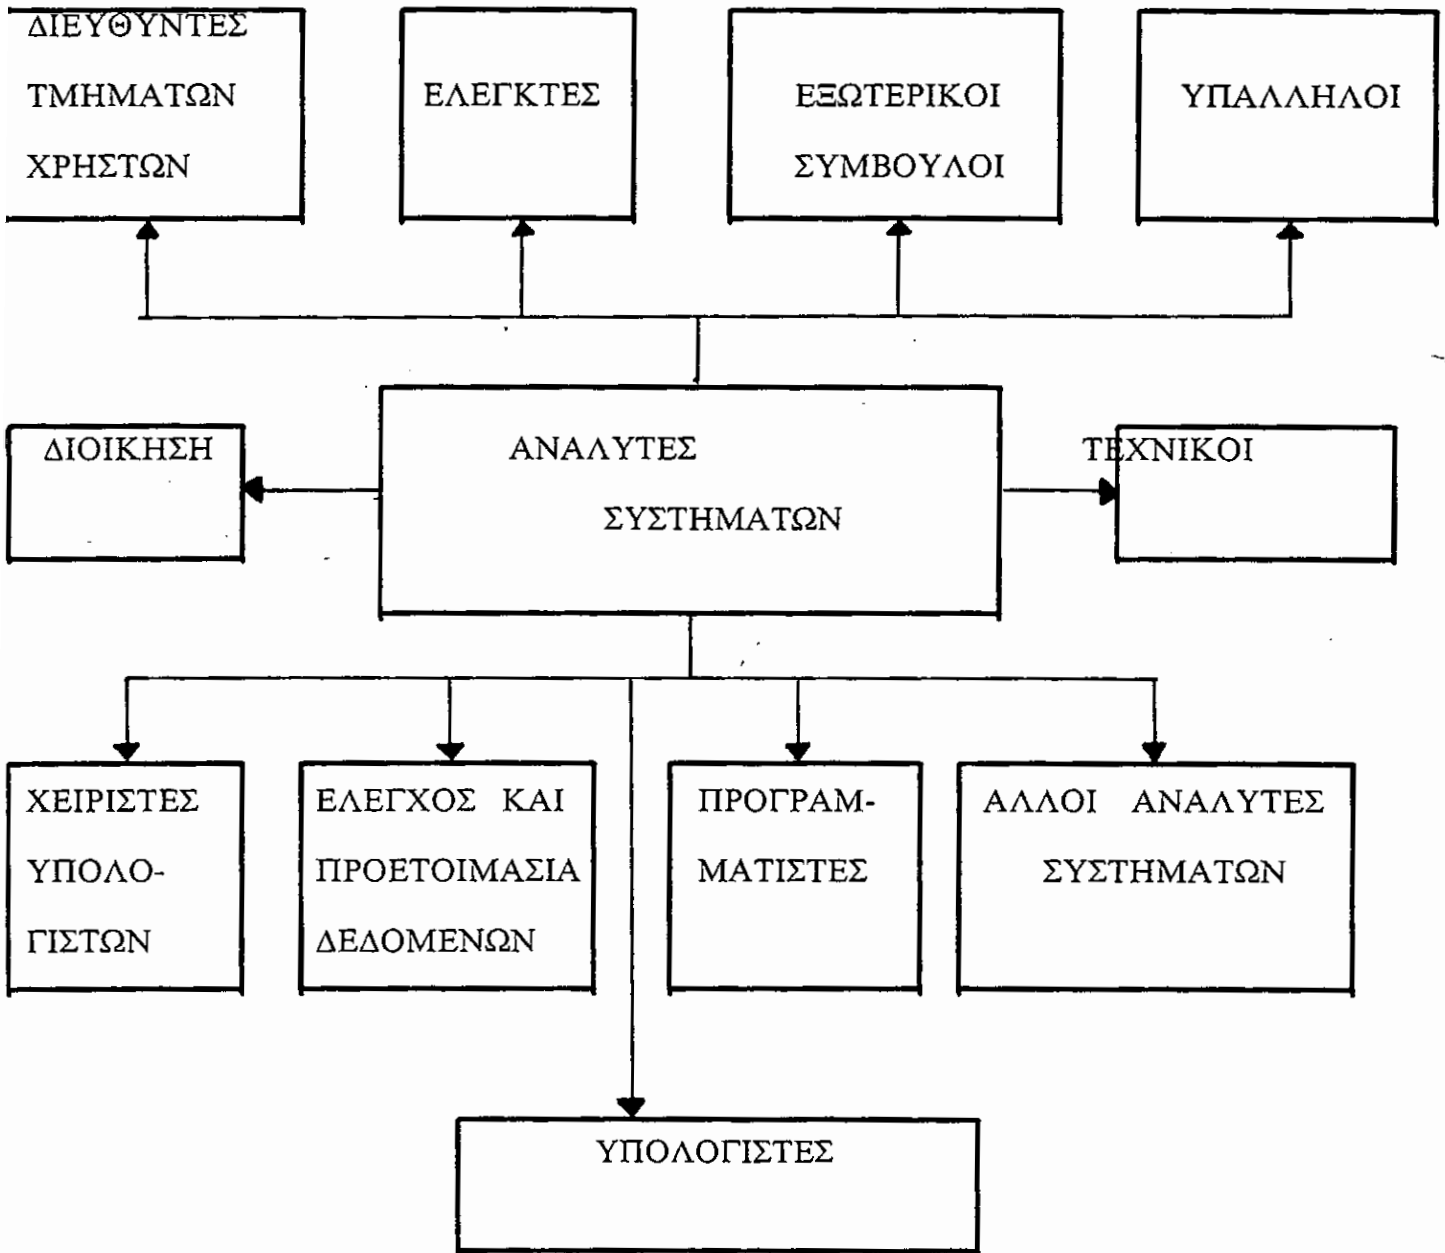 ΔΙΕΥΘΥΝΤΕΣ
ΤΜΗΜΑΤΩΝ
ΧΡΗΣΤΩΝ
ΕΛΕΓΚΤΕΣ
ΕΞΩΤΕΡΙΚΟΙ
ΣΥΜΒΟΥΛΟΙ
ΥΠΑΛΛΗΛΟΙ
ΔΙΟΙΚΗΣΗ
ΑΝΑΛΥΤΕΣ
ΣΥΣΤΗΜΑΤΩΝ
ΤΕΧΝΙΚΟΙ
ΧΕΙΡΙΣΤΕΣ
ΥΠΟΛΟ-
ΓΙΣΤΩΝ
ΕΛΕΓΧΟΣ ΚΑΙ
ΠΡΟΕΤΟΙΜΑΣΙΑ
ΔΕΔΟΜΕΝΩΝ
ΠΡΟΓΡΑΜ-
ΜΑΤΙΣΤΕΣ
ΑΛΛΟΙ ΑΝΑΛΥΤΕΣ
ΣΥΣΤΗΜΑΤΩΝ
ΥΠΟΛΟΓΙΣΤΕΣ